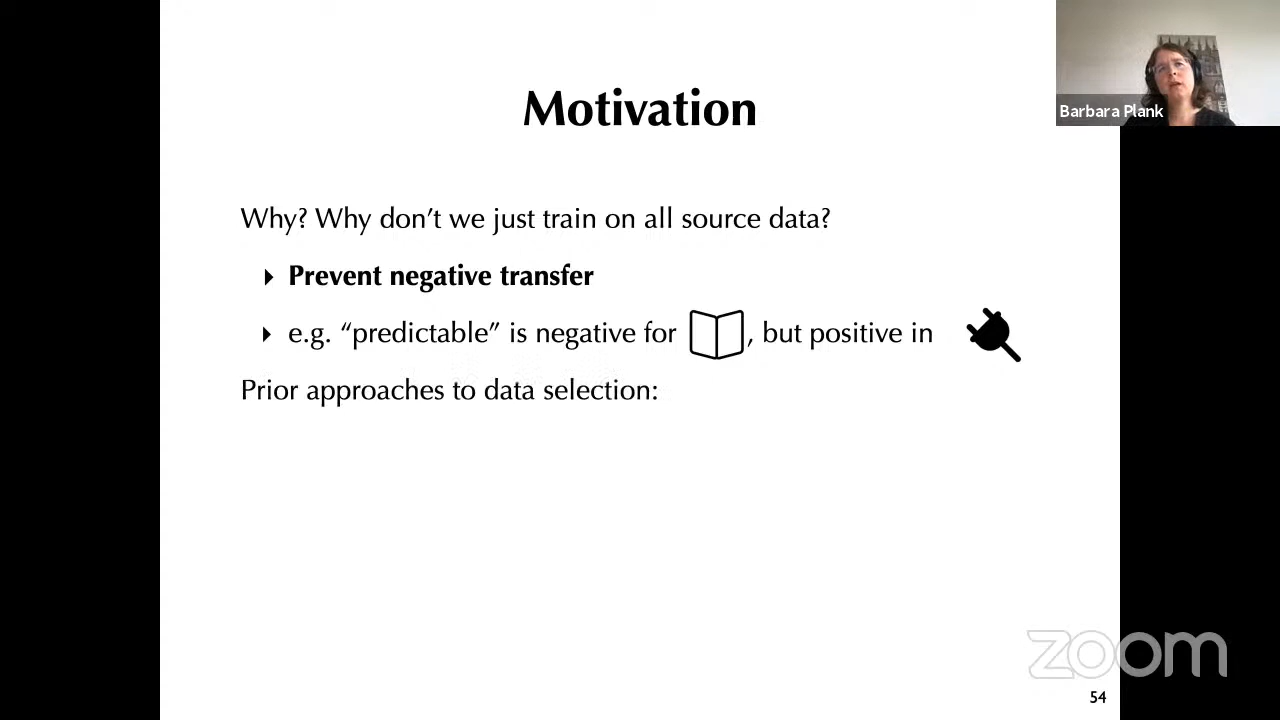 Motivation
Barbara Plank
Why? Why don't we just train on all source data?
Prevent negative transfer
e.g. “predictable” is negative for , but positive in
Prior approaches to data selection:
zoom
54